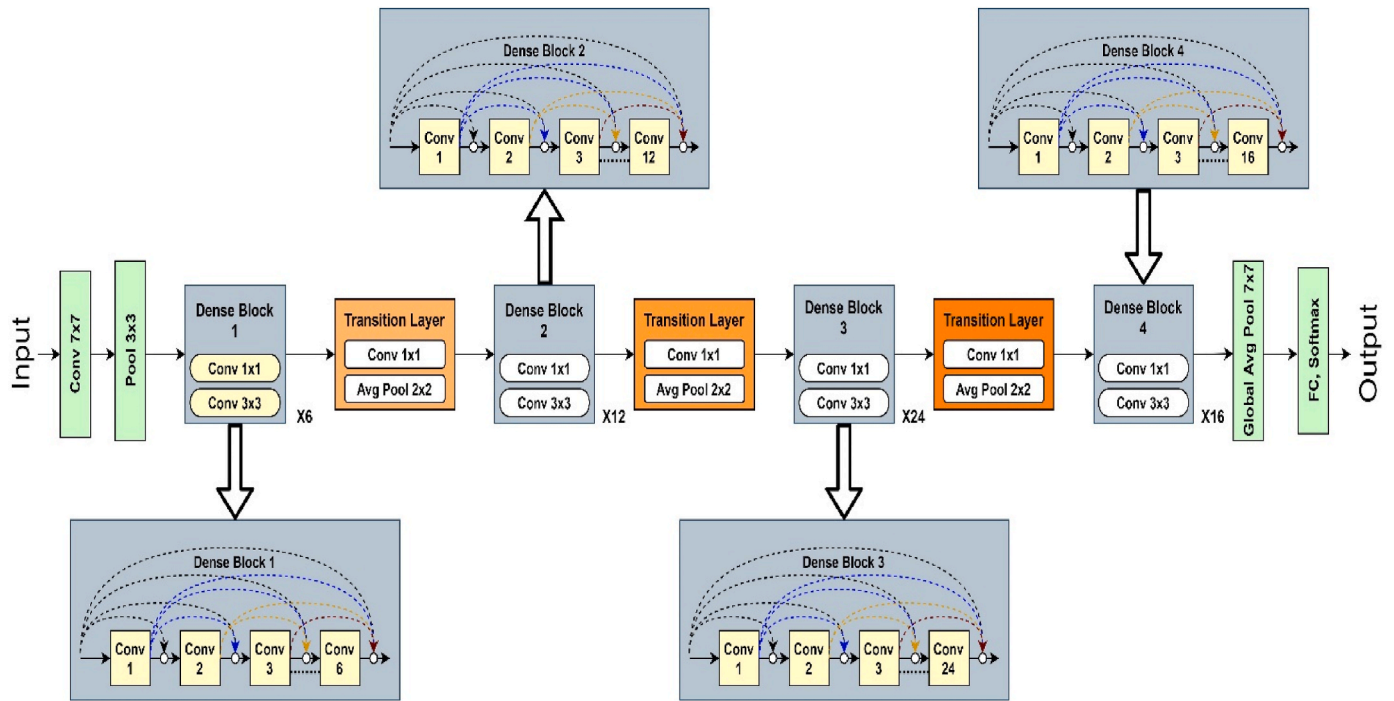 Dense Block 2
Conv 1
Conv 2
Conv 3
Conv 12
Dense Block 4
Conv 1
Conv 2
Conv 3
Conv 16
Input
Conv 7x7
Pool 3x3
Dense Block
1
Conv 1x1
Conv 3x3
X6
Transition Layer
Conv 1x1
Avg Pool 2x2
Dense Block
2
Conv 1x1
Conv 3x3
X12
Transition Layer
Conv 1x1
Avg Pool 2x2
Dense Block
3
Conv 1x1
Conv 3x3
X24
Transition Layer
Conv 1x1
Avg Pool 2x2
Dense Block
4
Conv 1x1
Conv 3x3
X16
Global Avg Pool 7x7
FC, Softmax
Output
Dense Block 1
Conv 1
Conv 2
Conv 3
Conv 6
Dense Block 3
Conv 1
Conv 2
Conv 3
Conv 24